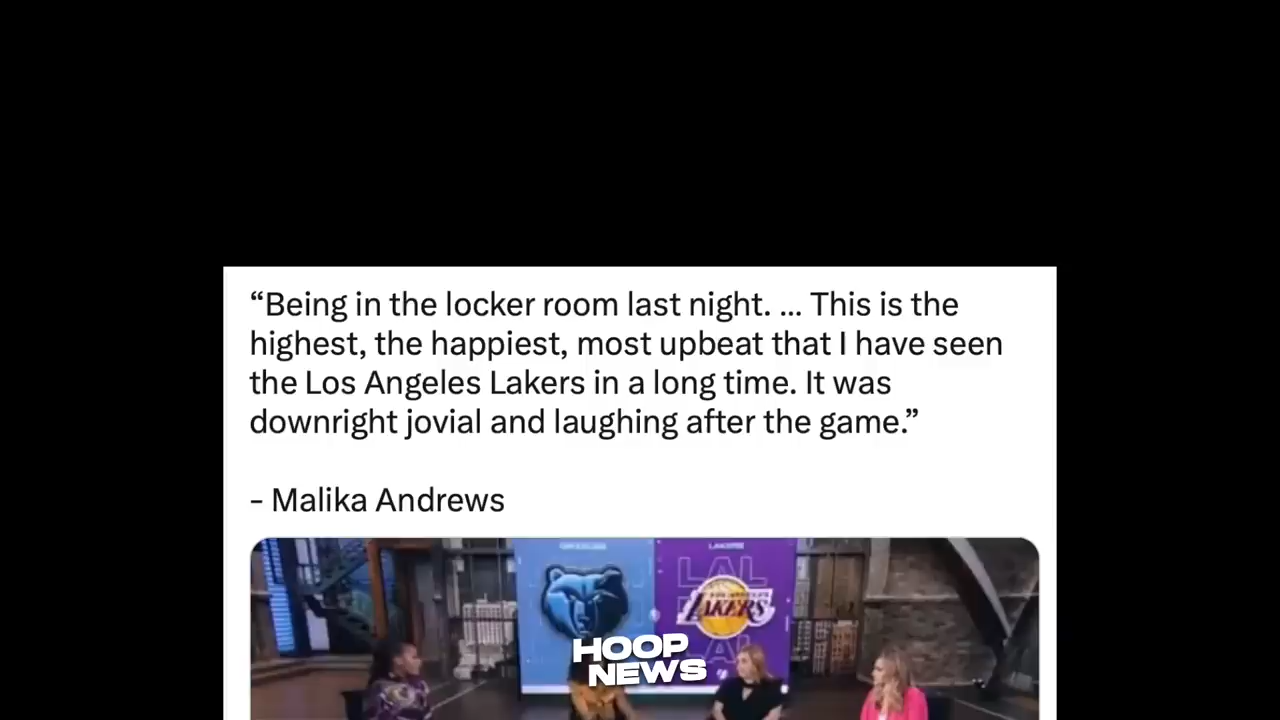 “Being in the locker room last night. ... This is the
highest, the happiest, most upbeat that I have seen
the Los Angeles Lakers in a long time. It was
downright jovial and laughing after the game.”
- Malika Andrews
LAL
LAKERS
LAL
HOOP
NEWS